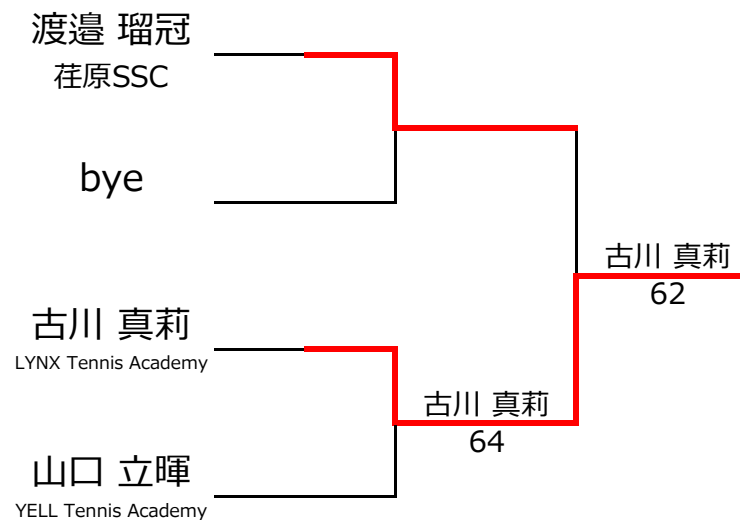 渡邉 瑠冠
荏原SSC
bye
古川 真莉
62
古川 真莉
LYNX Tennis Academy
古川 真莉
64
山口 立暉
YELL Tennis Academy